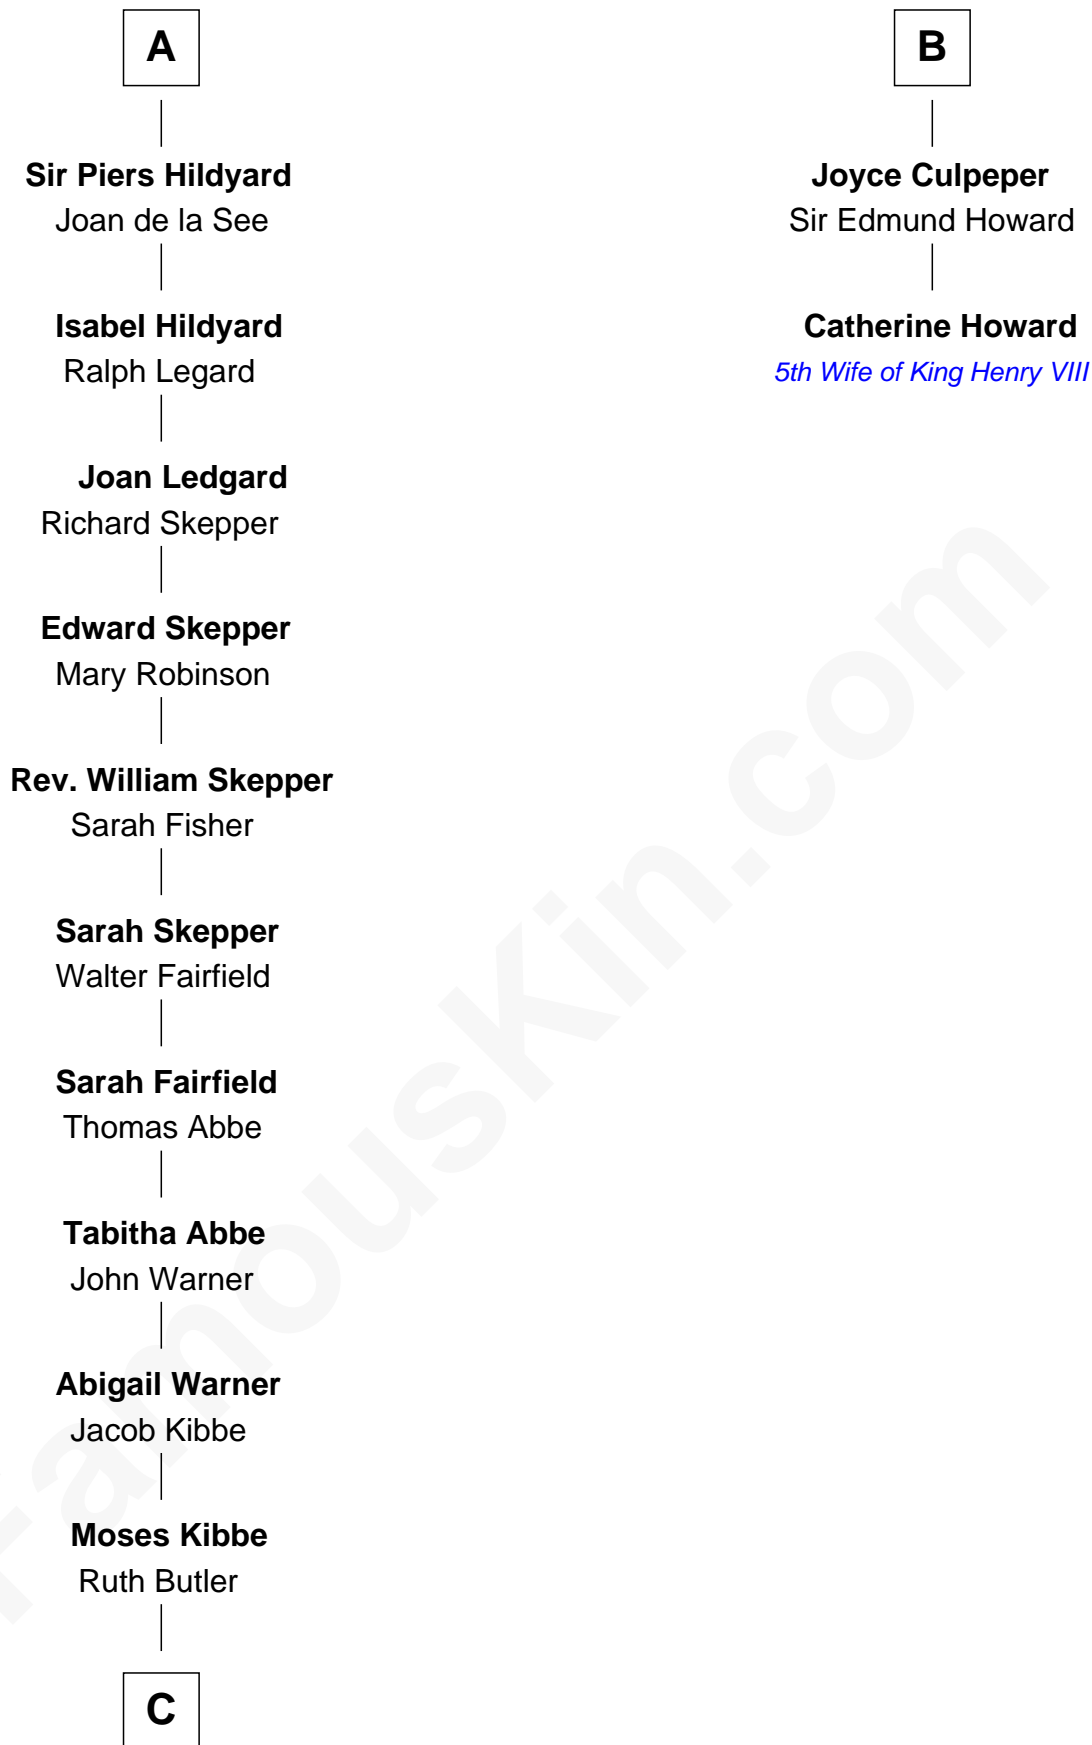 A
Sir Piers Hildyard
Joan de la See
Isabel Hildyard
Ralph Legard
Joan Ledgard
Richard Skepper
Edward Skepper
Mary Robinson
Rev. William Skepper
Sarah Fisher
Sarah Skepper
Walter Fairfield
Sarah Fairfield
Thomas Abbe
Tabitha Abbe
John Warner
Abigail Warner
Jacob Kibbe
Moses Kibbe
Ruth Butler
C
B
Joyce Culpeper
Sir Edmund Howard
Catherine Howard
5th Wife of King Henry VIII
FamousKin.com